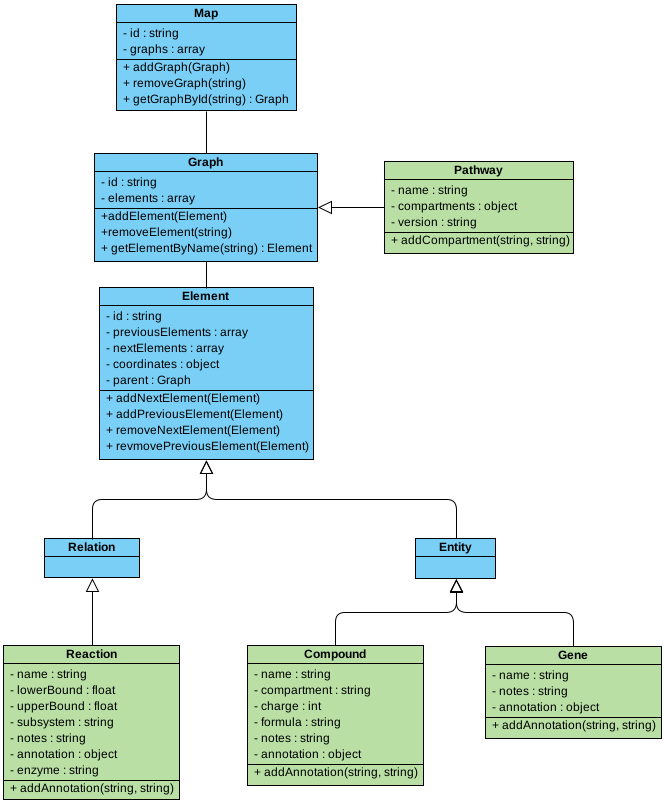 Map
- id : string
- graphs : array
+ addGraph(Graph)
+ removeGraph(string)
+ getGraphById(string) : Graph
Graph
- id : string
- elements : array
+addElement(Element)
+removeElement(string)
+ getElementByName(string) : Element
Pathway
- name : string
- compartments : object
- version : string
+ addCompartment(string, string)
Element
- id : string
- previousElements : array
- nextElements : array
- coordinates : object
- parent : Graph
+ addNextElement(Element)
+ addPreviousElement(Element)
+ removeNextElement(Element)
+ revmovePreviousElement(Element)
Relation
Entity
Reaction
- name : string
- lowerBound : float
- upperBound : float
- subsystem : string
- notes : string
- annotation : object
- enzyme : string
+ addAnnotation(string, string)
Compound
- name : string
- compartment : string
- charge : int
- formula : string
- notes : string
- annotation : object
+ addAnnotation(string, string)
Gene
- name : string
- notes : string
- annotation : object
+ addAnnotation(string, string)